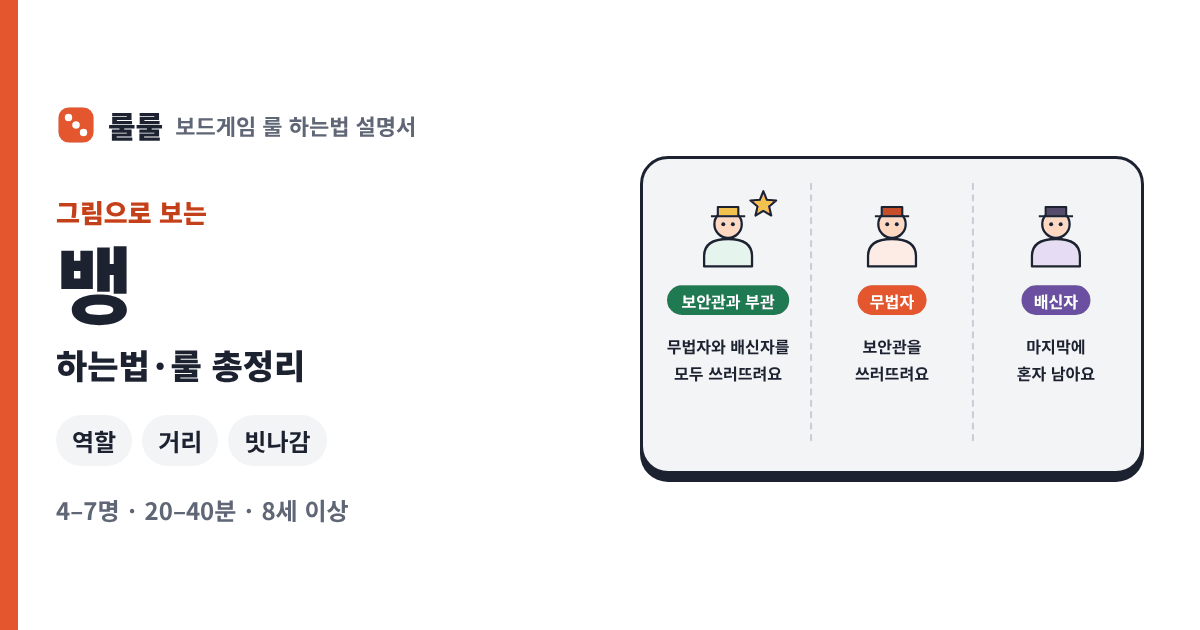 룰룰 보드게임 룰 하는법 설명서
그림으로 보는
뱅
하는법·룰 총정리
역할 거리 빗나감
4–7명 · 20–40분 · 8세 이상
보안관과 부관
무법자와 배신자를
모두 쓰러뜨려요
무법자
보안관을
쓰러뜨려요
배신자
마지막에
혼자 남아요